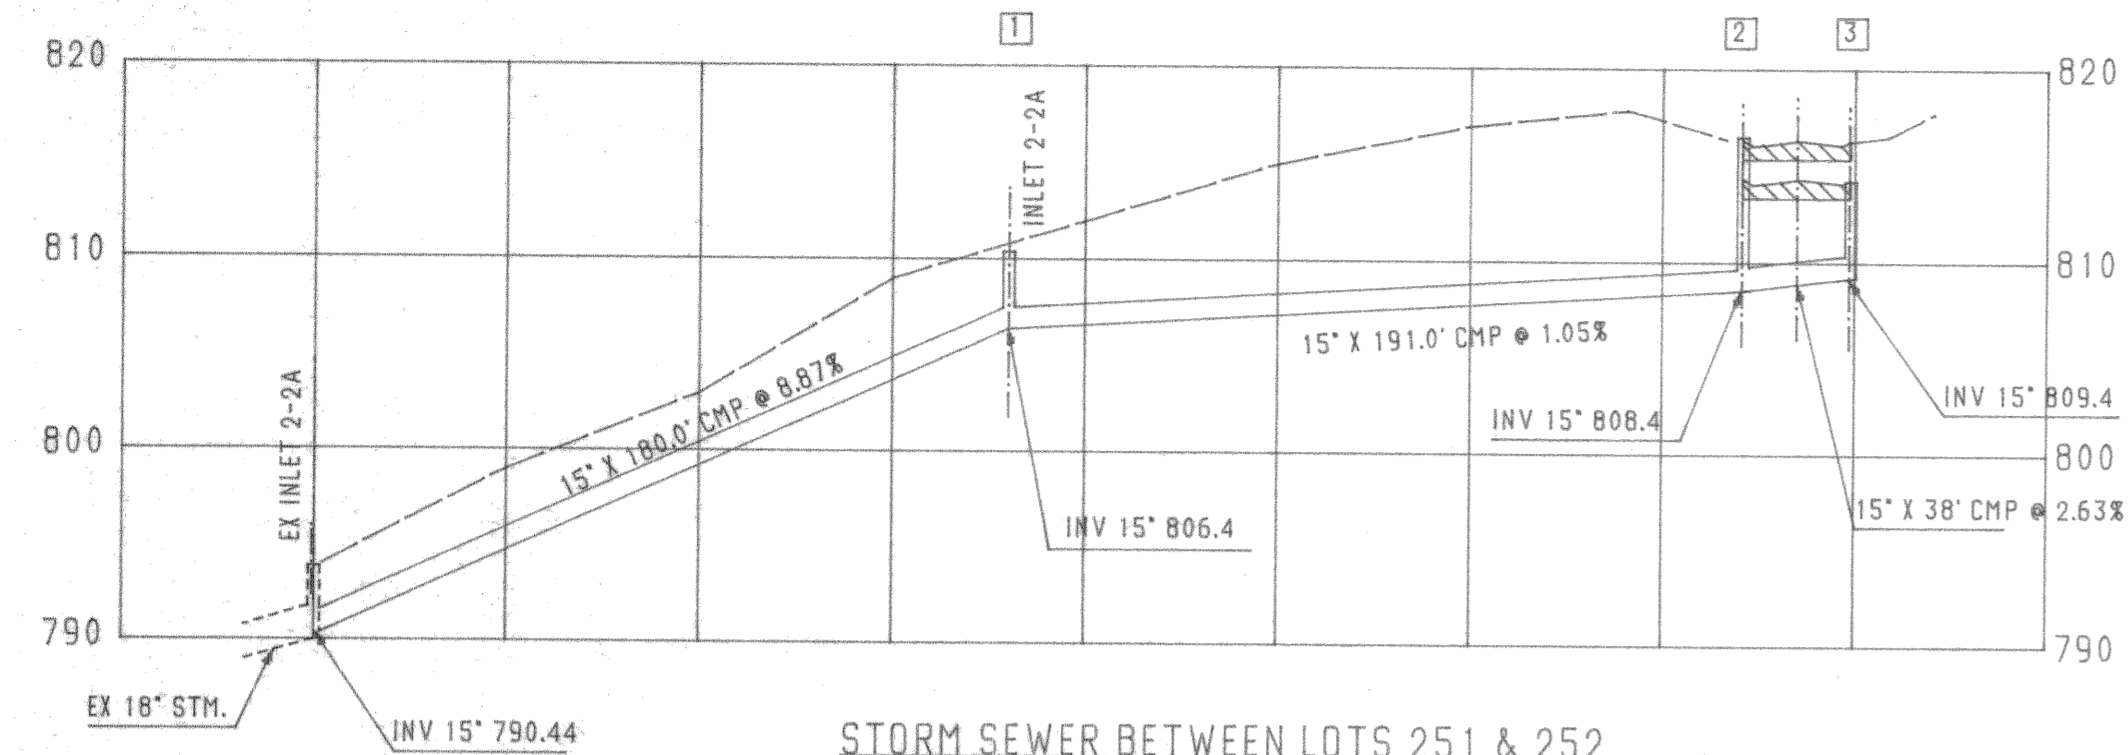 1
2
3
820
820
INLET 2-2A
810
810
15" X 191.0' CMP @ 1.05%
15" X 180.0' CMP @ 8.87%
EX INLET 2-2A
INV 15" 809.4
INV 15" 808.4
800
800
15" X 38' CMP @ 2.63%
INV 15" 806.4
790
790
EX 18" STM.
INV 15" 790.44
STORM SEWER BETWEEN LOTS 251 & 252